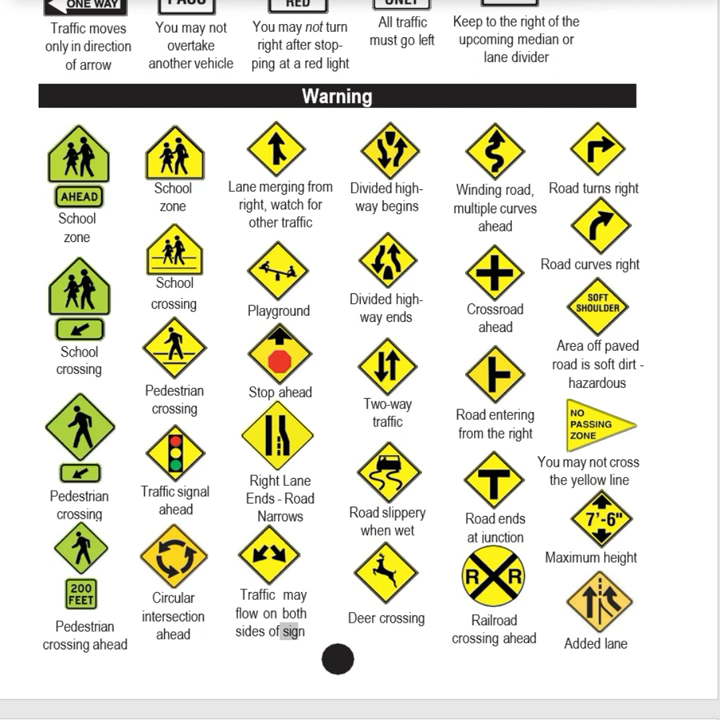 ONE WAY
PASS
RED
ONLY
Traffic moves
only in direction
of arrow
You may not
overtake
another vehicle
You may not turn
right after stop-
ping at a red light
All traffic
must go left
Keep to the right of the
upcoming median or
lane divider
Warning
AHEAD
School
zone
School
crossing
Pedestrian
crossing
200
FEET
Pedestrian
crossing ahead
School
zone
School
crossing
Pedestrian
crossing
Traffic signal
ahead
Circular
intersection
ahead
Lane merging from
right, watch for
other traffic
Playground
Stop ahead
Right Lane
Ends - Road
Narrows
Traffic may
flow on both
sides of sign
Divided high-
way begins
Divided high-
way ends
Two-way
traffic
Road slippery
when wet
Deer crossing
Winding road,
multiple curves
ahead
Crossroad
ahead
Road entering
from the right
Road ends
at junction
R R
Railroad
crossing ahead
Road turns right
Road curves right
SOFT
SHOULDER
Area off paved
road is soft dirt -
hazardous
NO
PASSING
ZONE
You may not cross
the yellow line
7'-6"
Maximum height
Added lane